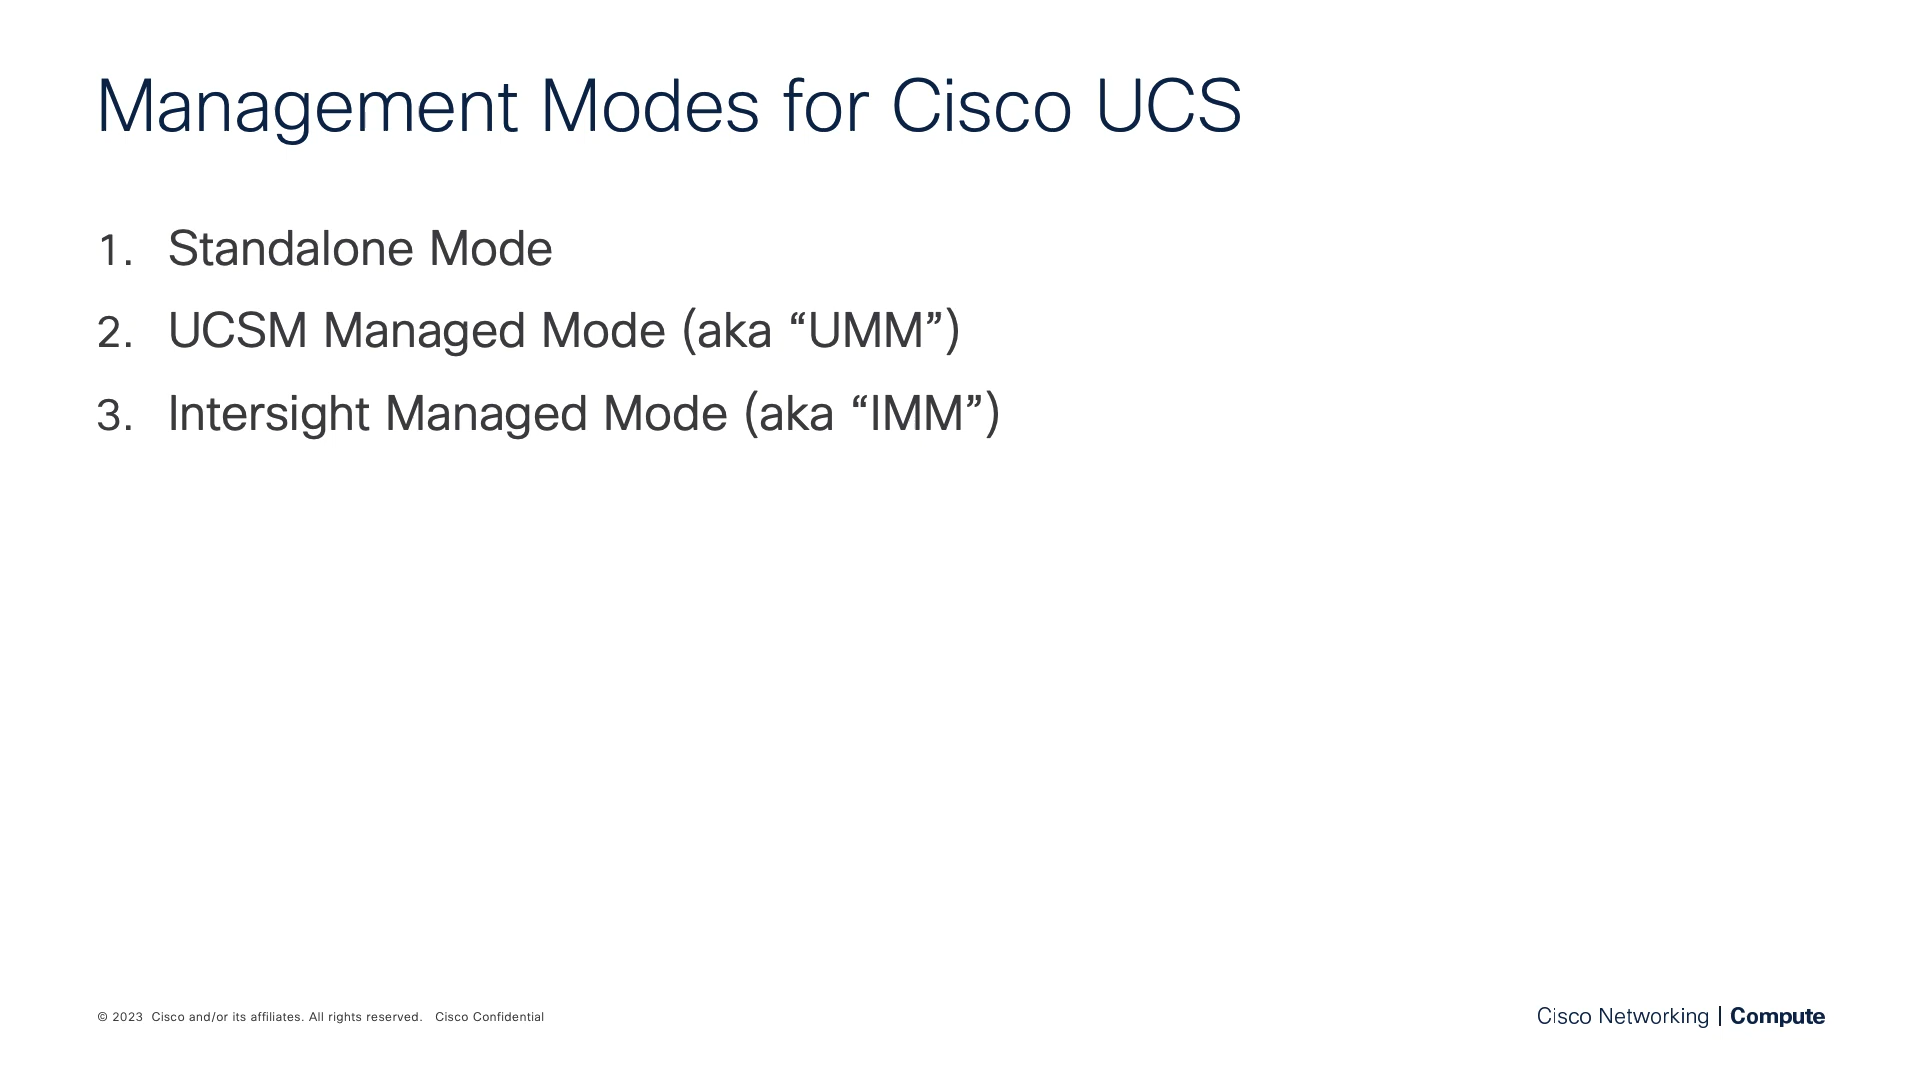 Management Modes for Cisco UCS
1. Standalone Mode
2. UCSM Managed Mode (aka “UMM”)
3. Intersight Managed Mode (aka “IMM”)
© 2023 Cisco and/or its affiliates. All rights reserved. Cisco Confidential
Cisco Networking | Compute